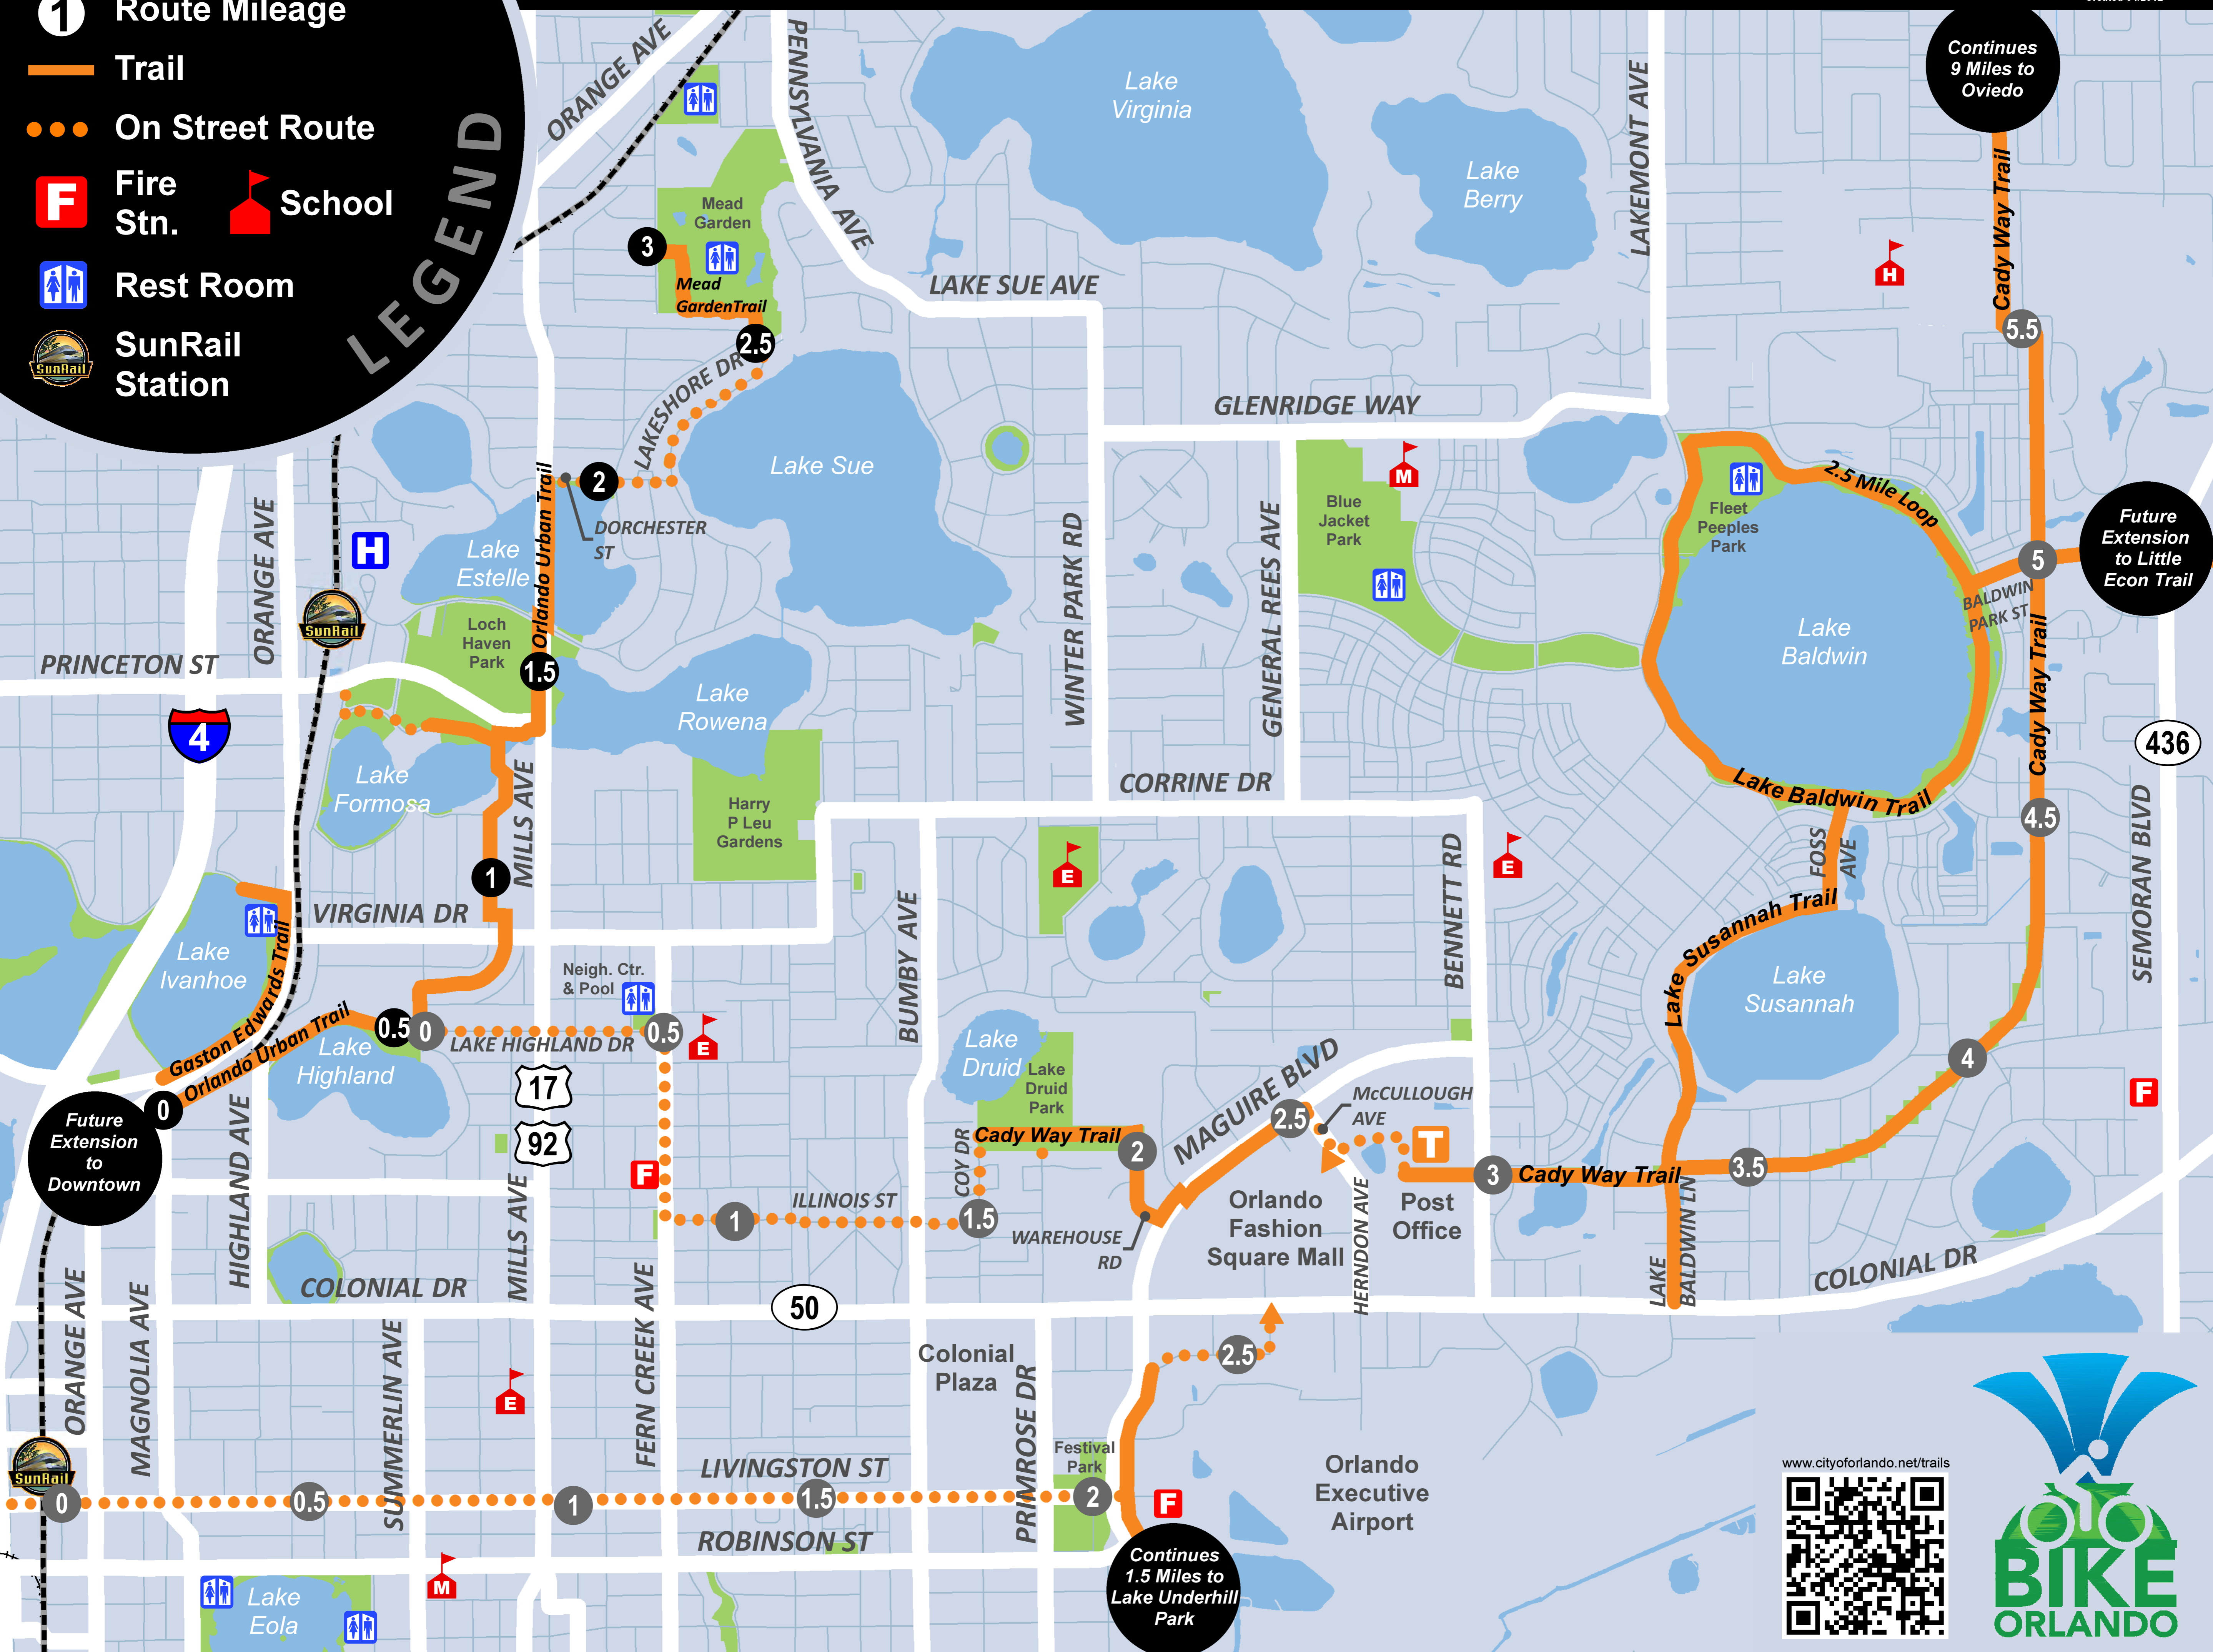 1 Route Mileage
Trail
On Street Route
F Fire
Stn.
School
Rest Room
SunRail
SunRail
Station
LEGEND
ORANGE AVE
PENNSYLVANIA AVE
Lake
Virginia
Lake
Berry
LAKEMONT AVE
Continues
9 Miles to
Oviedo
Cady Way Trail
H
5.5
Mead
Garden
3
Mead
GardenTrail
2.5
LAKE SUE AVE
LAKESHORE DR
Lake Sue
GLENRIDGE WAY
M
Blue
Jacket
Park
2
DORCHESTER
ST
Orlando Urban Trail
Lake
Estelle
H
SunRail
ORANGE AVE
PRINCETON ST
4
Loch
Haven
Park
1.5
Lake
Rowena
WINTER PARK RD
GENERAL REES AVE
2.5 Mile Loop
Fleet
Peeples
Park
5
BALDWIN
PARK ST
Future
Extension
to Little
Econ Trail
Lake
Baldwin
Cady Way Trail
436
Lake
Formosa
MILLS AVE
Harry
P Leu
Gardens
CORRINE DR
Lake Baldwin Trail
4.5
SEMORAN BLVD
FOSS
AVE
1
E
BENNETT RD
E
BUMBY AVE
VIRGINIA DR
Lake Susannah Trail
Lake
Susannah
Lake
Ivanhoe
Gaston Edwards Trail
Orlando Urban Trail
Neigh. Ctr.
& Pool
0.5
0
LAKE HIGHLAND DR
0.5
E
Lake
Highland
Lake
Druid
Lake
Druid
Park
MAGUIRE BLVD
4
F
0
Future
Extension
to
Downtown
17
92
McCULLOUGH
AVE
2.5
T
Cady Way Trail
2
COY DR
HIGHLAND AVE
F
3
Cady Way Trail
3.5
MILLS AVE
1
ILLINOIS ST
1.5
WAREHOUSE
RD
Orlando
Fashion
Square Mall
HERNDON AVE
Post
Office
LAKE
BALDWIN LN
COLONIAL DR
COLONIAL DR
50
ORANGE AVE
MAGNOLIA AVE
SUMMERLIN AVE
FERN CREEK AVE
E
Colonial
Plaza
PRIMROSE DR
2.5
Festival
Park
LIVINGSTON ST
Orlando
Executive
Airport
SunRail
0
0.5
1
1.5
2
F
ROBINSON ST
M
Lake
Eola
Continues
1.5 Miles to
Lake Underhill
Park
www.cityoforlando.net/trails
BIKE
ORLANDO